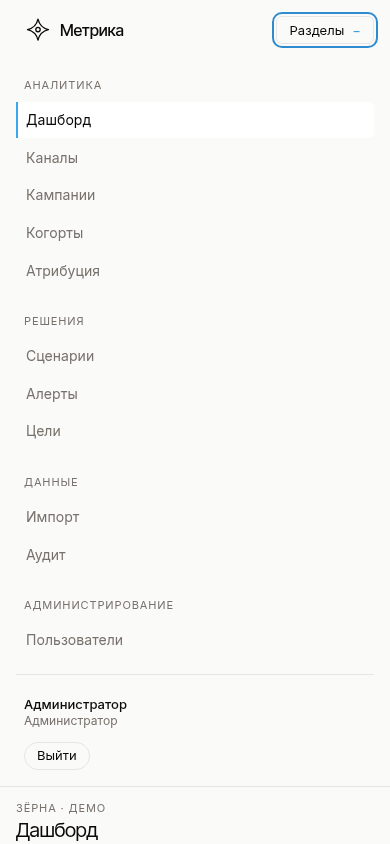 Метрика
Разделы –
АНАЛИТИКА
Дашборд
Каналы
Кампании
Когорты
Атрибуция
РЕШЕНИЯ
Сценарии
Алерты
Цели
ДАННЫЕ
Импорт
Аудит
АДМИНИСТРИРОВАНИЕ
Пользователи
Администратор
Администратор
Выйти
ЗЁРНА · ДЕМО
Дашборд